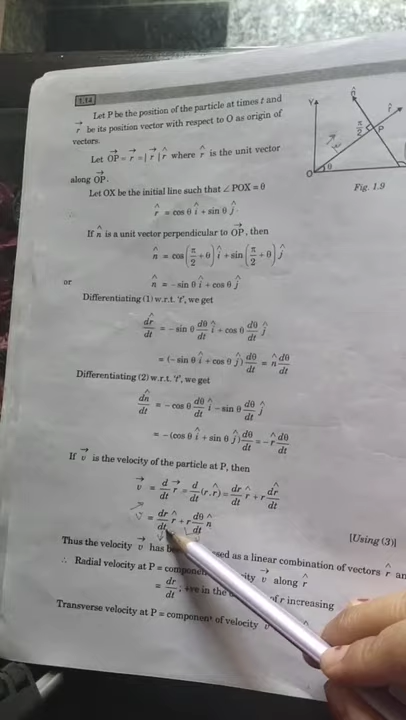 1.14
Let P be the position of the particle at times t and
r⃗ be its position vector with respect to O as origin of
vectors.
Let OP⃗ = r⃗ = |r⃗| r̂ where r̂ is the unit vector
along OP⃗.
Let OX be the initial line such that ∠POX = θ
∴ r̂ = cos θ î + sin θ ĵ
If n̂ is a unit vector perpendicular to OP⃗, then
n̂ = cos(π/2 + θ) î + sin(π/2 + θ) ĵ
or n̂ = –sin θ î + cos θ ĵ
Differentiating (1) w.r.t. 't', we get
dr̂/dt = –sin θ dθ/dt î + cos θ dθ/dt ĵ
= (–sin θ î + cos θ ĵ) dθ/dt = n̂ dθ/dt
Differentiating (2) w.r.t. 't', we get
dn̂/dt = –cos θ dθ/dt î – sin θ dθ/dt ĵ
= –(cos θ î + sin θ ĵ) dθ/dt = –r̂ dθ/dt
If v⃗ is the velocity of the particle at P, then
v⃗ = d/dt r⃗ = d/dt (r. r̂) = dr/dt r̂ + r dr̂/dt
v⃗ = dr/dt r̂ + r dθ/dt n̂
[Using (3)]
Thus the velocity v⃗ has be sed as a linear combination of vectors r̂ an
∴ Radial velocity at P = compone city v⃗ along r̂
= dr/dt ; +ve in the of r increasing
Transverse velocity at P = component of velocity v
Y
n̂
r̂
π/2
P
r⃗
O
θ
Fig. 1.9